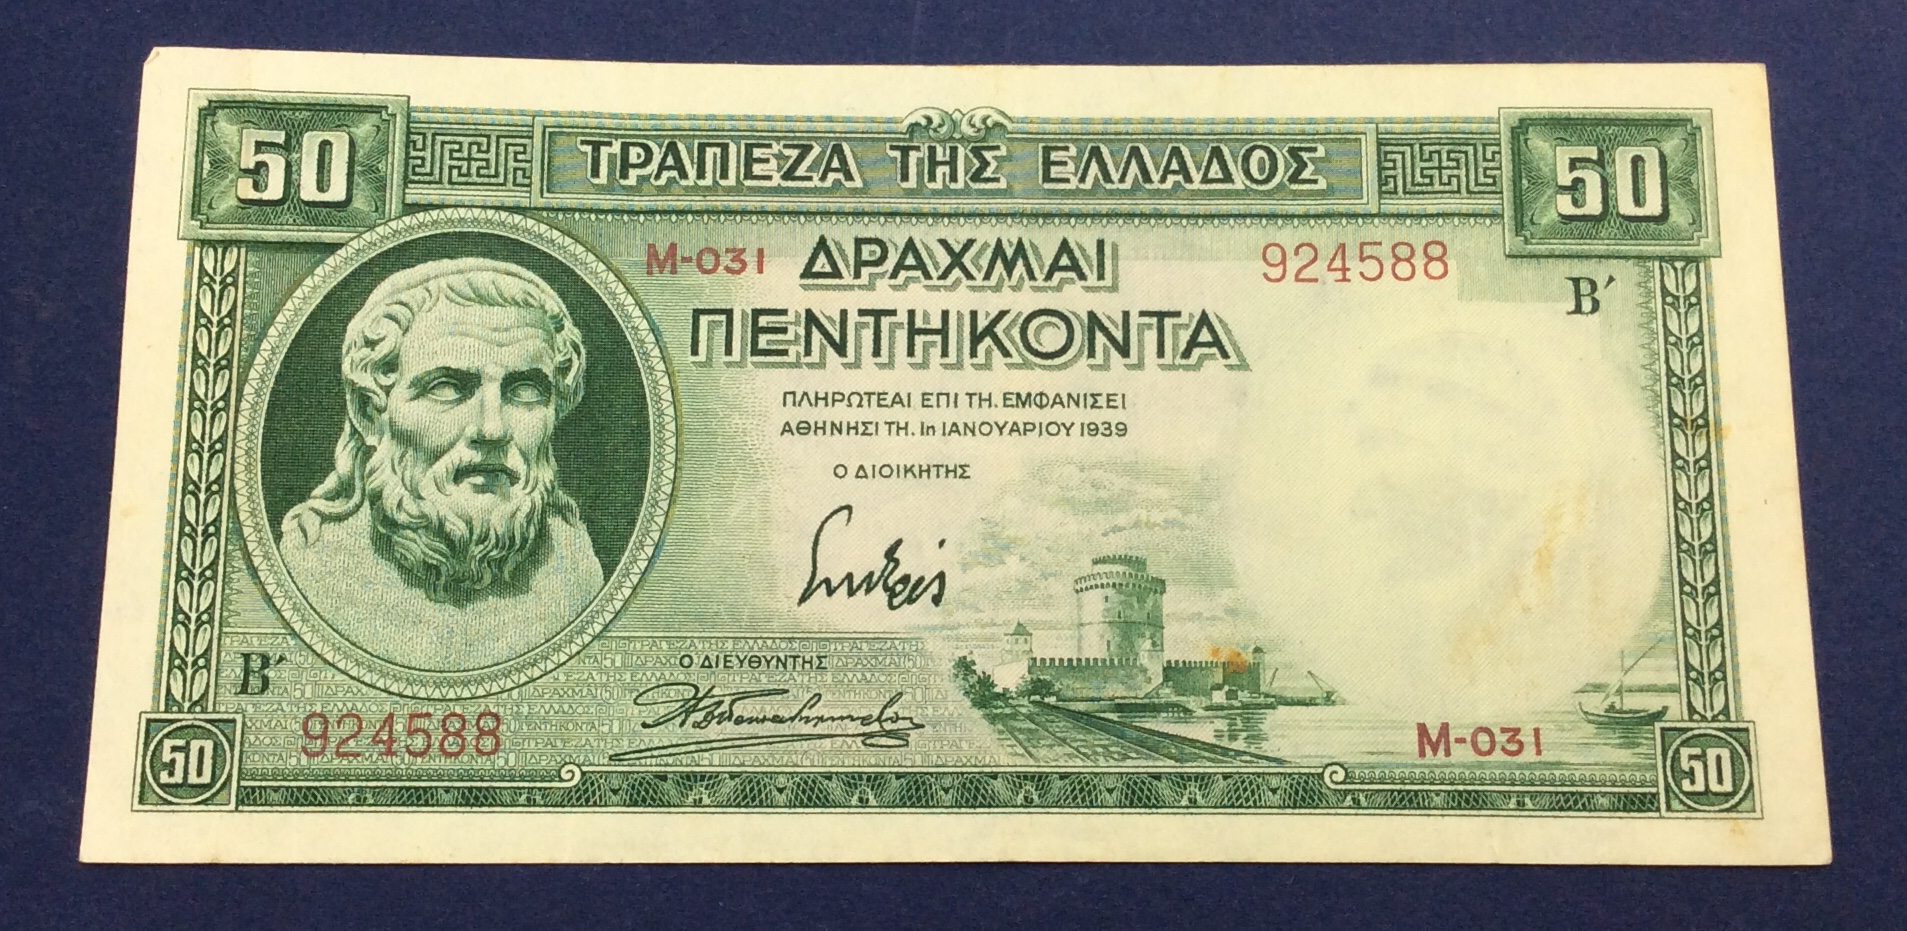 50 ΤΡΑΠΕΖΑ ΤΗΣ ΕΛΛΑΔΟΣ 50
Μ-031 ΔΡΑΧΜΑΙ 924588
Β΄
ΠΕΝΤΗΚΟΝΤΑ
ΠΛΗΡΩΤΕΑΙ ΕΠΙ ΤΗ. ΕΜΦΑΝΙΣΕΙ
ΑΘΗΝΗΣΙ ΤΗ. 1η ΙΑΝΟΥΑΡΙΟΥ 1939
Ο ΔΙΟΙΚΗΤΗΣ
Ο ΔΙΕΥΘΥΝΤΗΣ
Β΄
924588 Μ-031
50 50